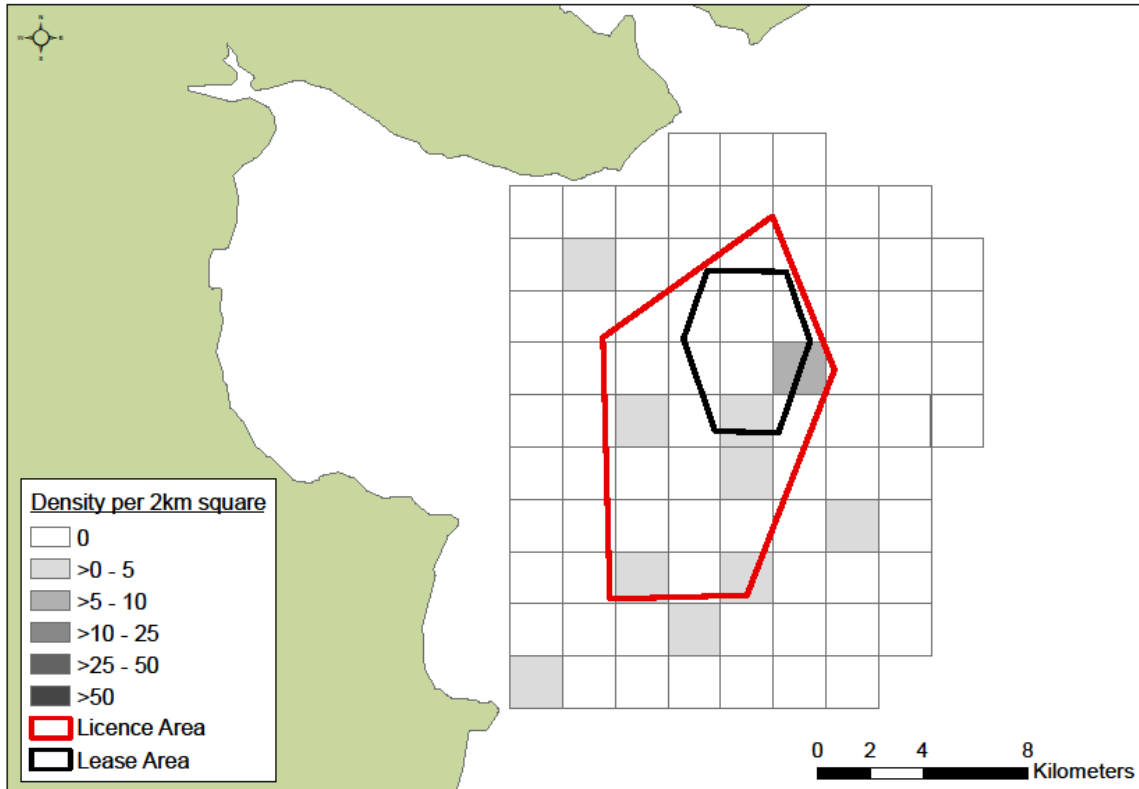 N
W
E
S
Density per 2km square
0
>0 - 5
>5 - 10
>10 - 25
>25 - 50
>50
Licence Area
Lease Area
0 2 4 8
Kilometers